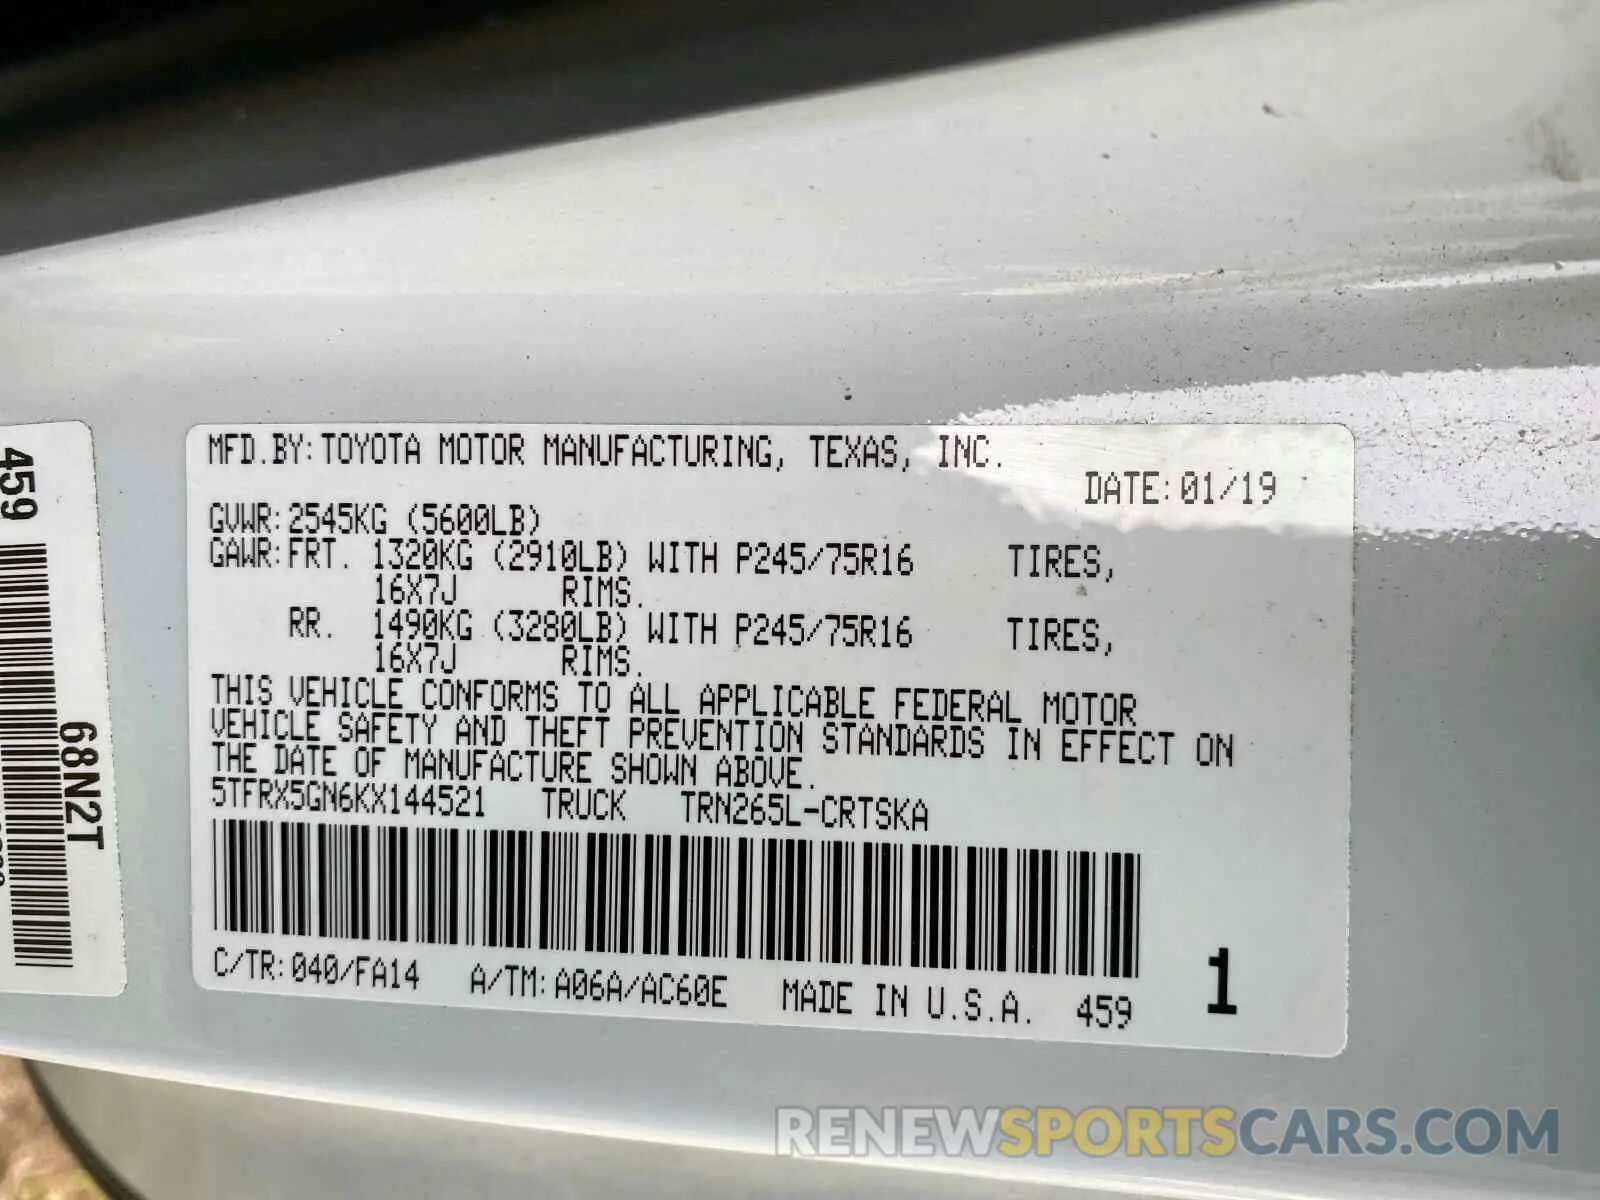 MFD.BY:TOYOTA MOTOR MANUFACTURING, TEXAS, INC.
DATE:01/19
GVWR:2545KG (5600LB)
GAWR:FRT. 1320KG (2910LB) WITH P245/75R16 TIRES,
16X7J RIMS.
RR. 1490KG (3280LB) WITH P245/75R16 TIRES,
16X7J RIMS.
THIS VEHICLE CONFORMS TO ALL APPLICABLE FEDERAL MOTOR
VEHICLE SAFETY AND THEFT PREVENTION STANDARDS IN EFFECT ON
THE DATE OF MANUFACTURE SHOWN ABOVE.
5TFRX5GN6KX144521 TRUCK TRN265L-CRTSKA
C/TR:040/FA14 A/TM:A06A/AC60E MADE IN U.S.A. 459
1
459
68N2T
RENEWSPORTSCARS.COM